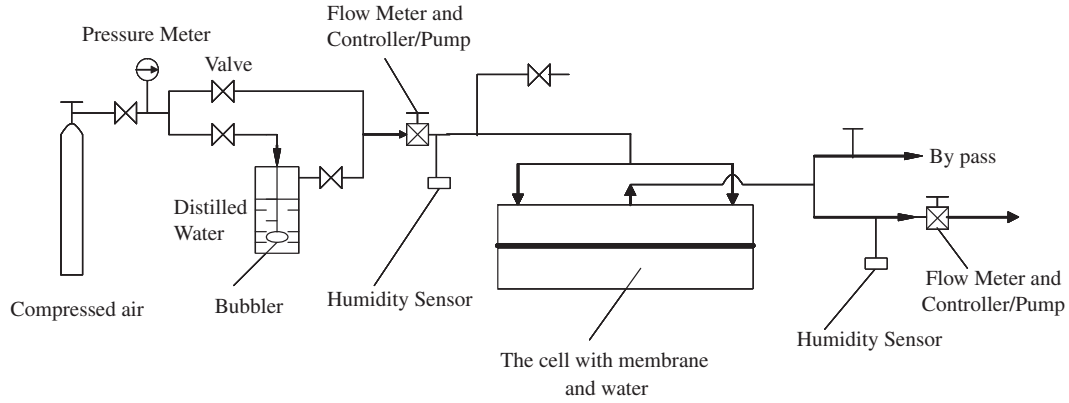 Flow Meter and
Controller/Pump
Pressure Meter
Valve
By pass
Distilled
Water
Compressed air
Bubbler
Humidity Sensor
Flow Meter and
Controller/Pump
Humidity Sensor
The cell with membrane
and water